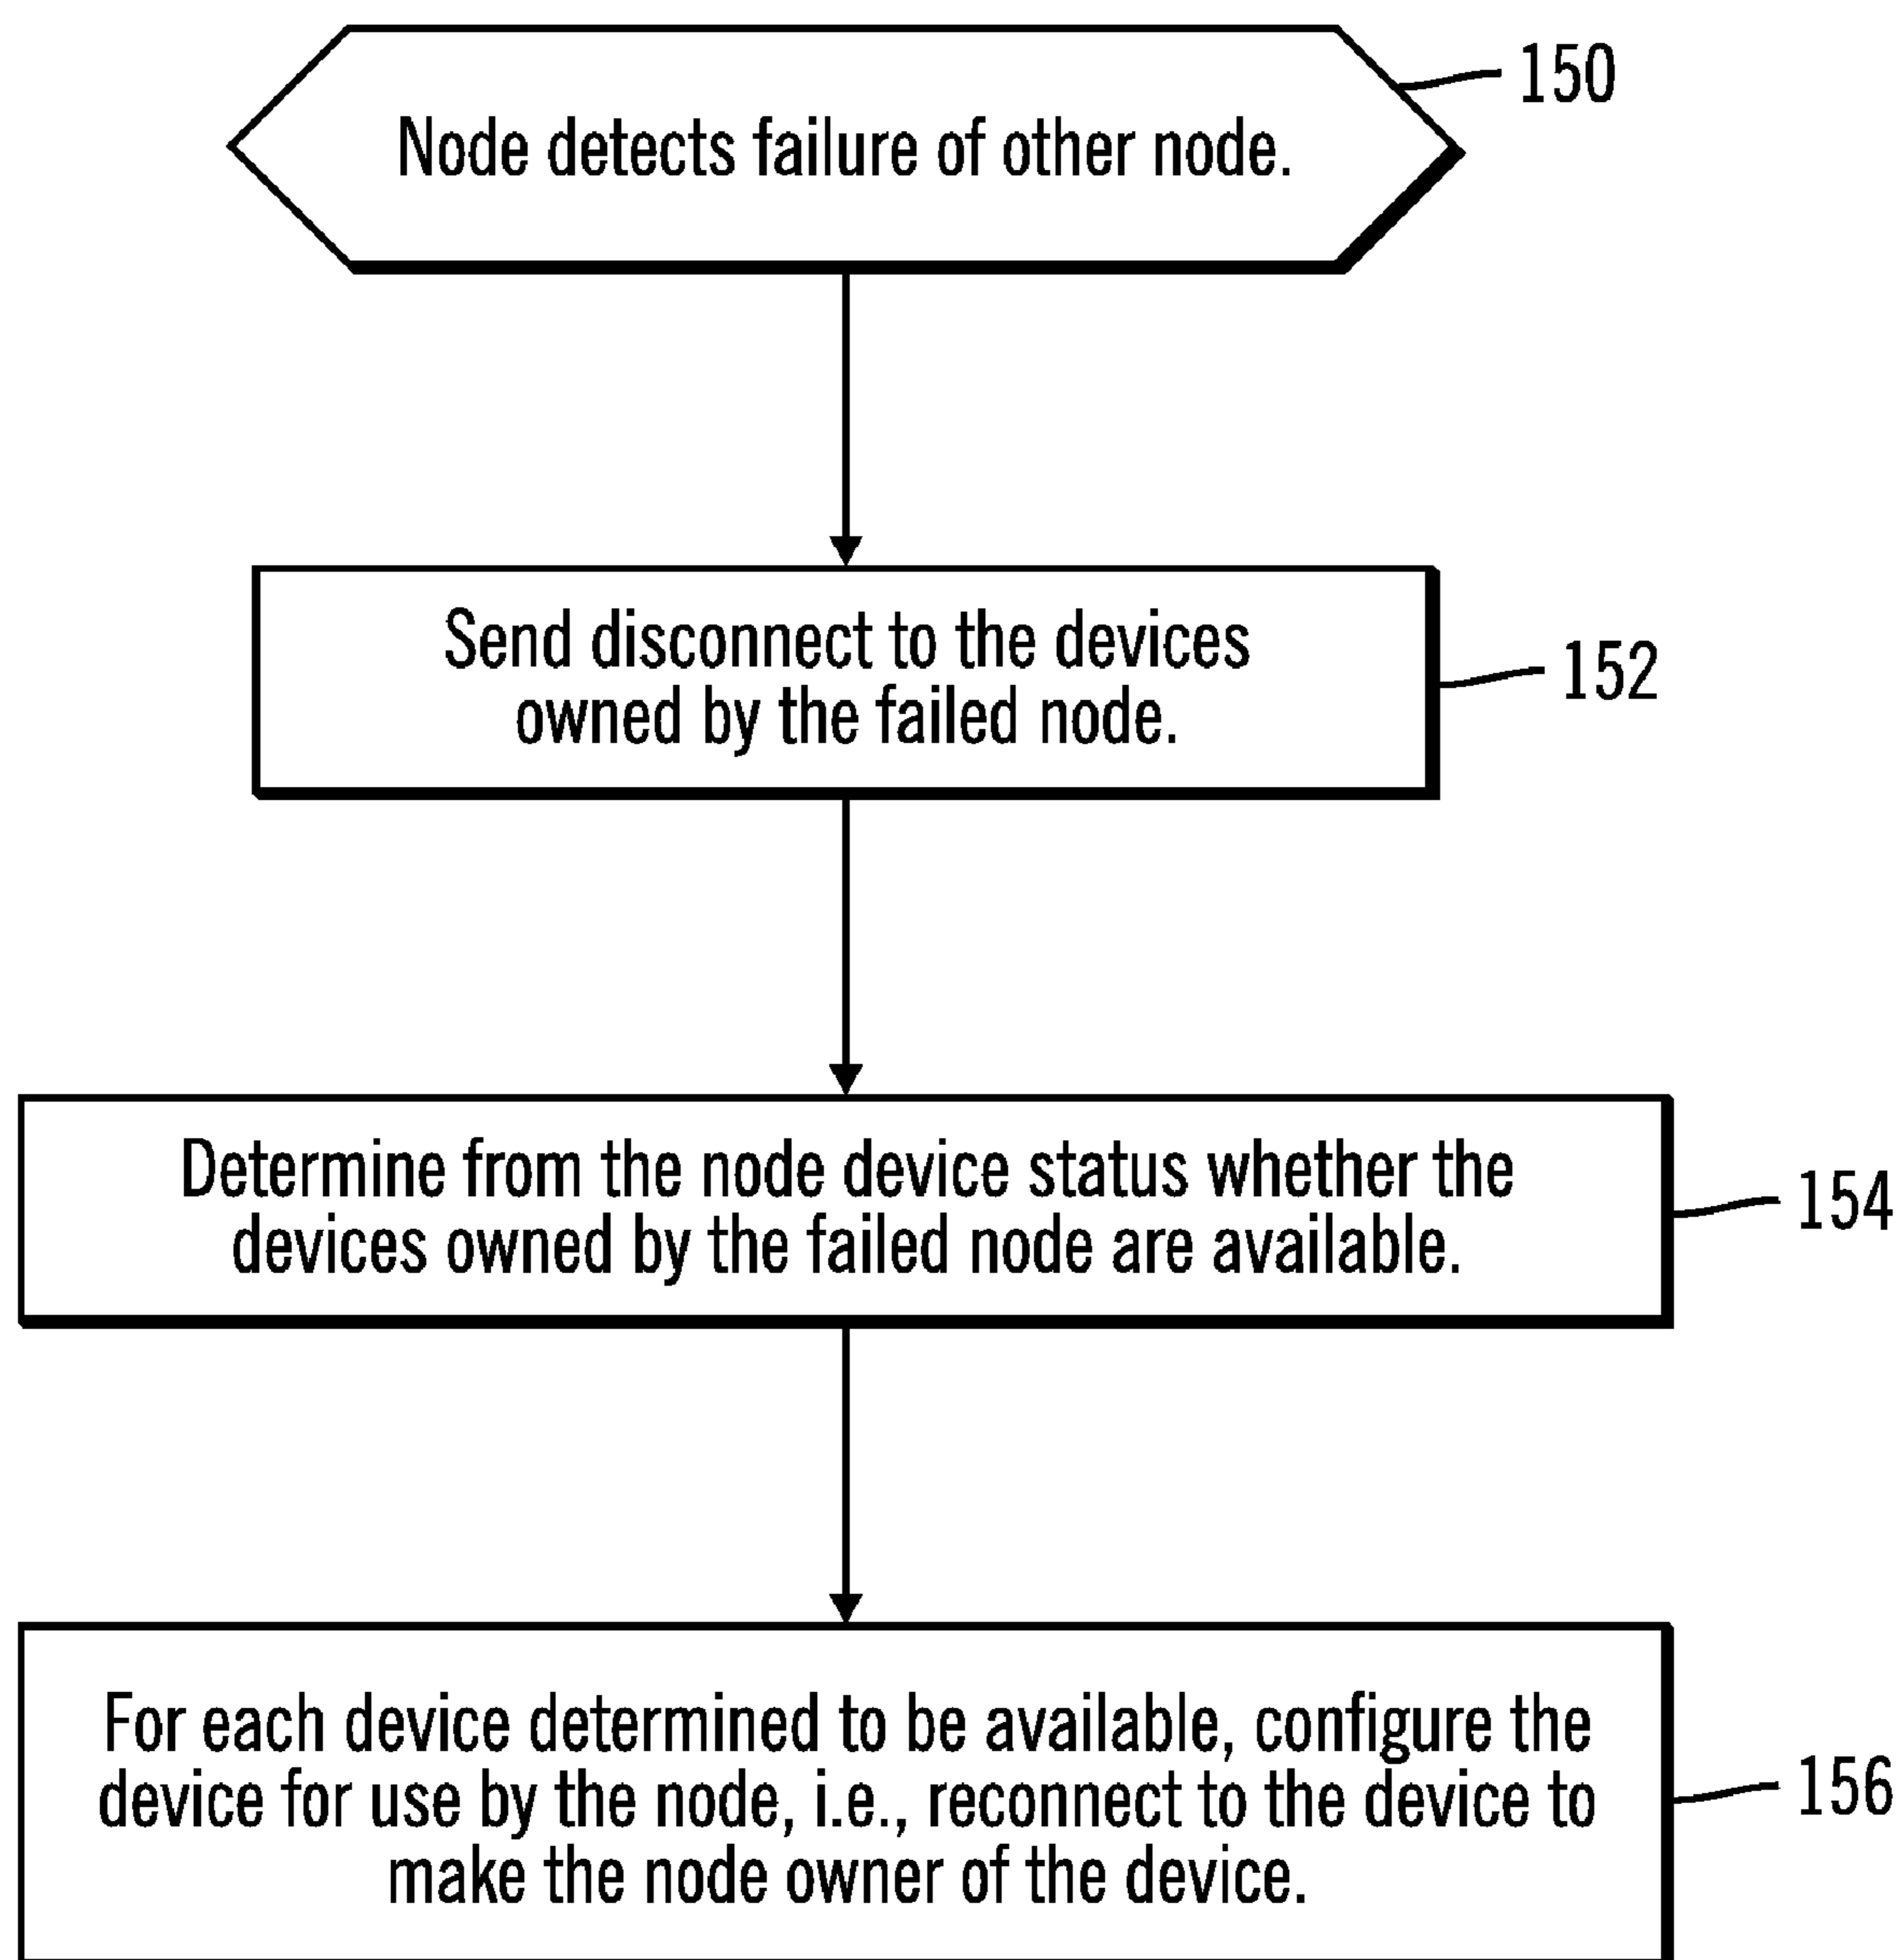 Node detects failure of other node.
150
Send disconnect to the devices
owned by the failed node.
152
Determine from the node device status whether the
devices owned by the failed node are available.
154
For each device determined to be available, configure the
device for use by the node, i.e., reconnect to the device to
make the node owner of the device.
156